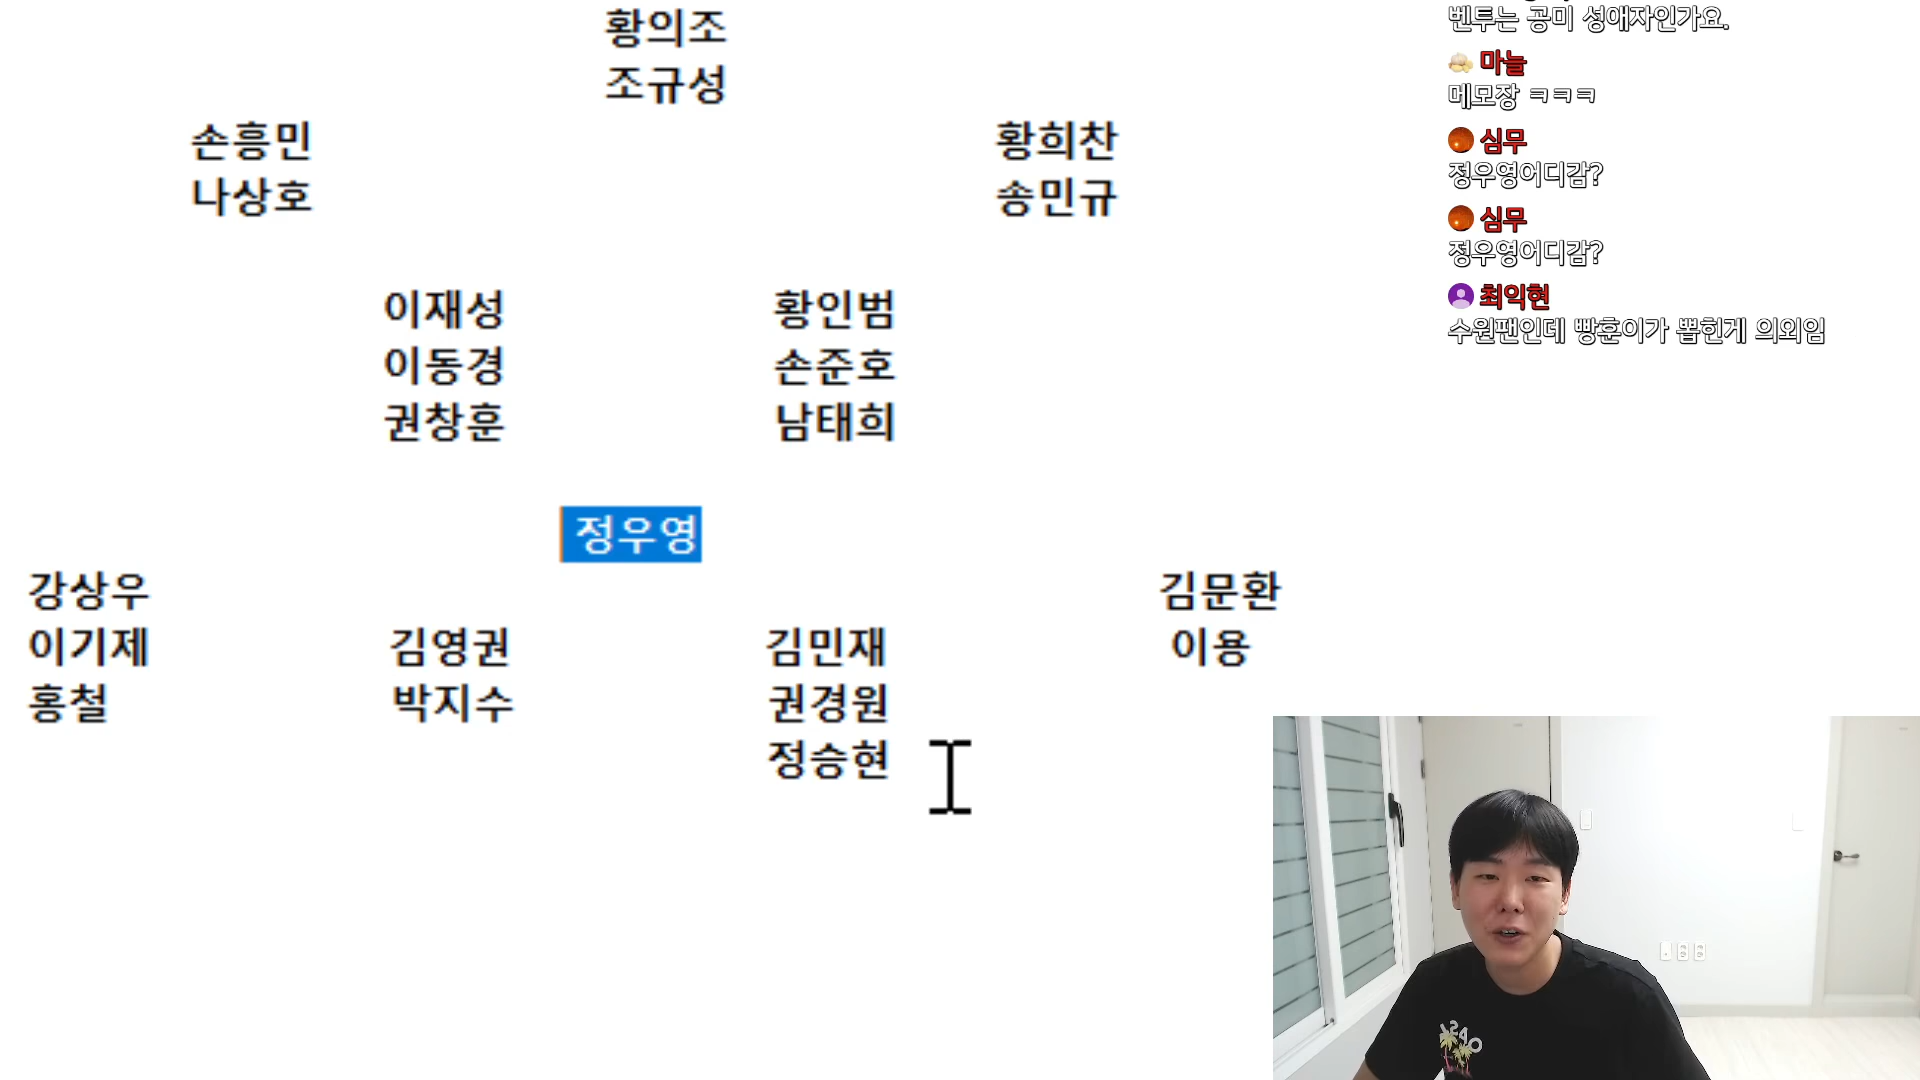 황의조
조규성
손흥민
나상호
황희찬
송민규
이재성
이동경
권창훈
황인범
손준호
남태희
정우영
강상우
이기제
홍철
김영권
박지수
김민재
권경원
정승현
김문환
이용
벤투는 공미 성애자인가요.
마늘
메모장 ㅋㅋㅋ
심무
정우영어디감?
심무
정우영어디감?
최익현
수원팬인데 빵훈이가 뽑힌게 의외임